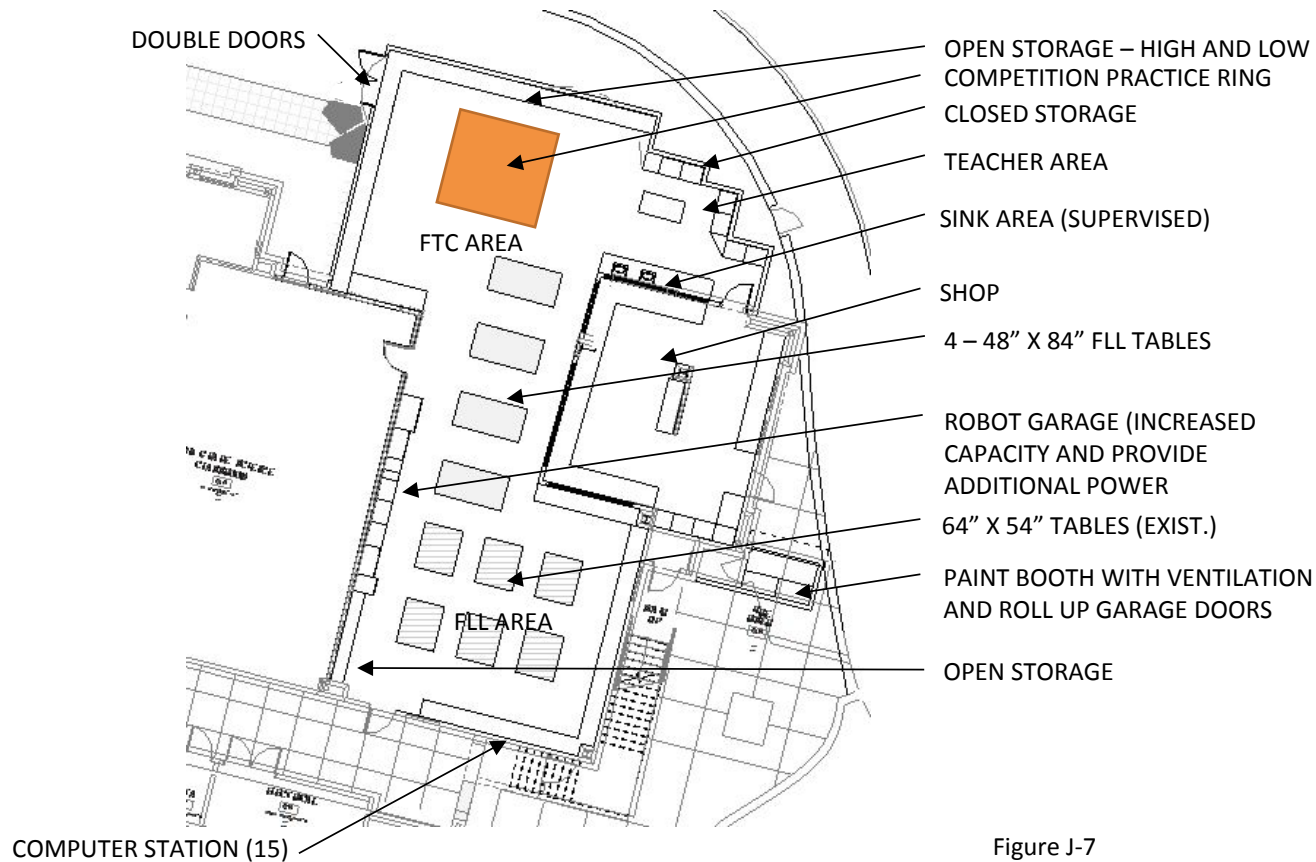 DOUBLE DOORS
OPEN STORAGE – HIGH AND LOW
COMPETITION PRACTICE RING
CLOSED STORAGE
TEACHER AREA
SINK AREA (SUPERVISED)
FTC AREA
SHOP
4 – 48” X 84” FLL TABLES
ROBOT GARAGE (INCREASED
CAPACITY AND PROVIDE
ADDITIONAL POWER
64” X 54” TABLES (EXIST.)
PAINT BOOTH WITH VENTILATION
AND ROLL UP GARAGE DOORS
FLL AREA
OPEN STORAGE
COMPUTER STATION (15)
Figure J-7